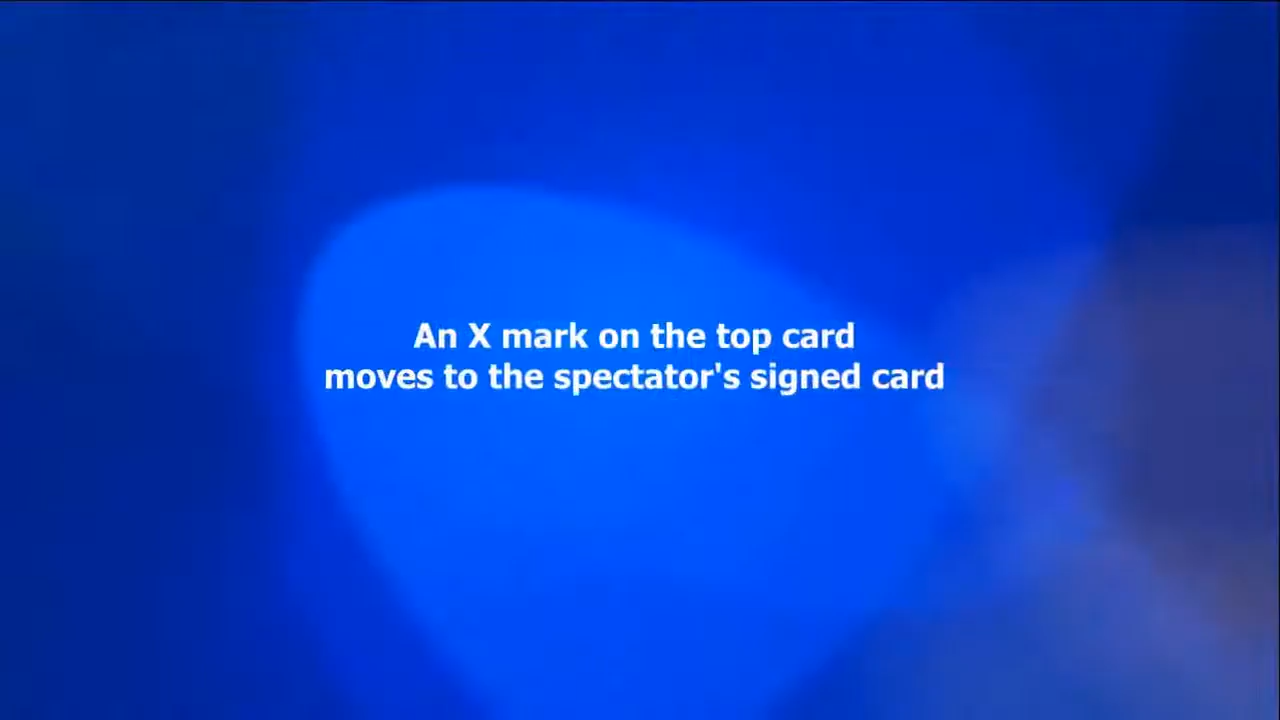 An X mark on the top card
moves to the spectator's signed card